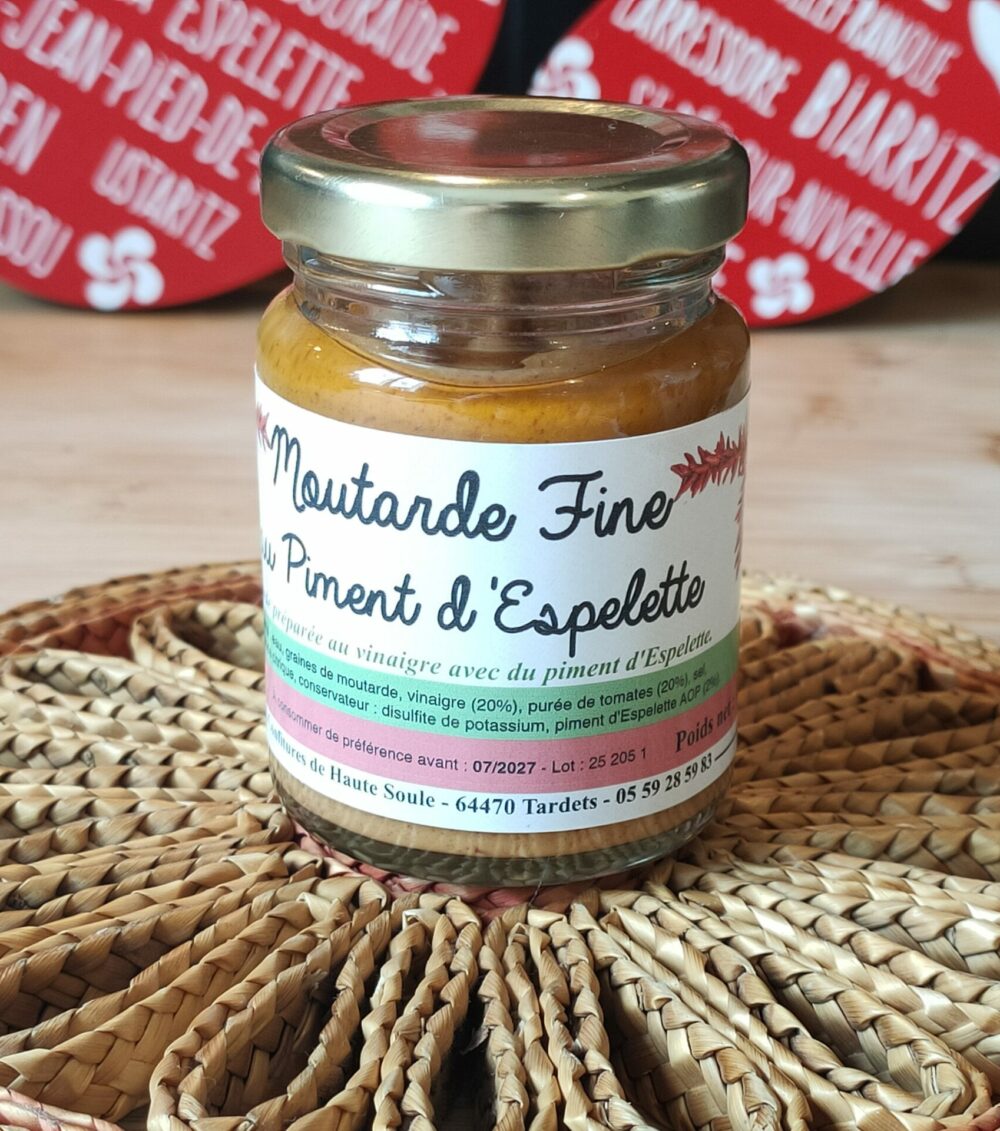 ESPELETTE
JEAN-PIED-DE-
USTARITZ
LARRESSORE
BIARRITZ
-NIVELLE
Moutarde Fine
Piment d'Espelette
préparée au vinaigre avec du piment d'Espelette.
eau, graines de moutarde, vinaigre (20%), purée de tomates (20%), sel,
conservateur : disulfite de potassium, piment d'Espelette AOP (2%)
À consommer de préférence avant : 07/2027 - Lot : 25 205 1
Poids net
de Haute Soule - 64470 Tardets - 05 59 28 59 83